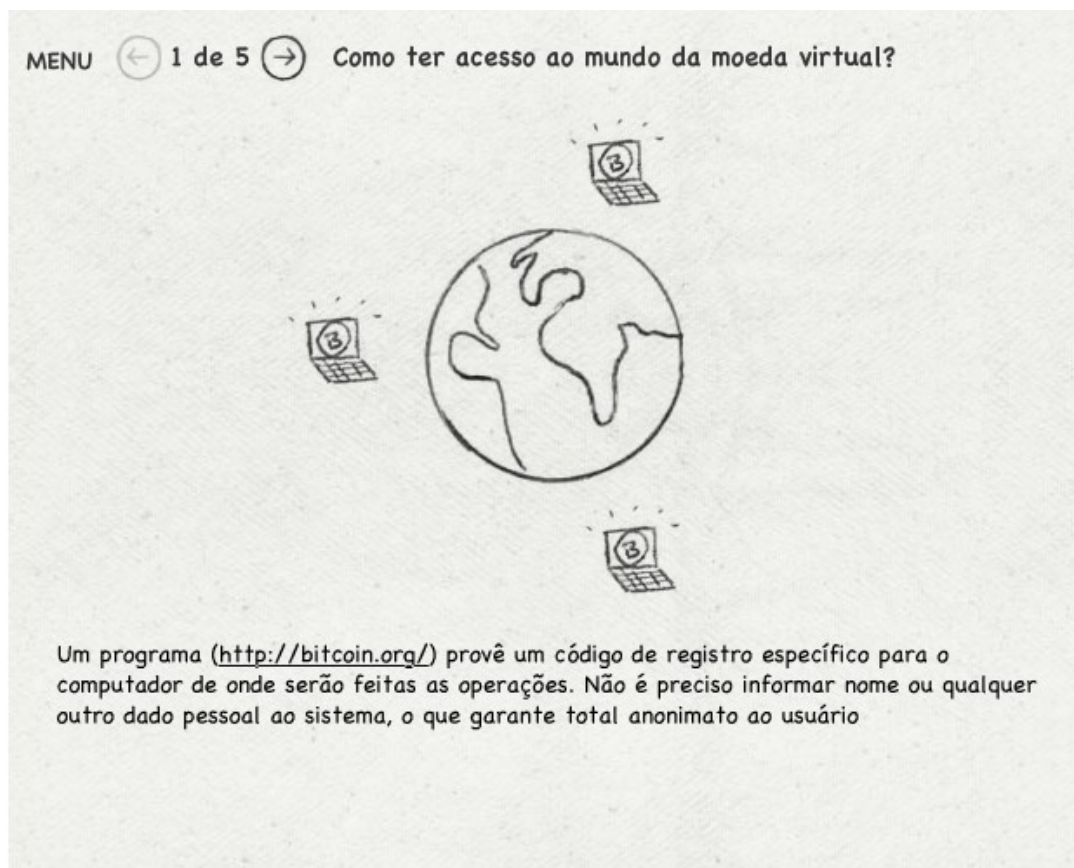 MENU 1 de 5 Como ter acesso ao mundo da moeda virtual?
B
B
B
Um programa (http://bitcoin.org/) provê um código de registro específico para o
computador de onde serão feitas as operações. Não é preciso informar nome ou qualquer
outro dado pessoal ao sistema, o que garante total anonimato ao usuário